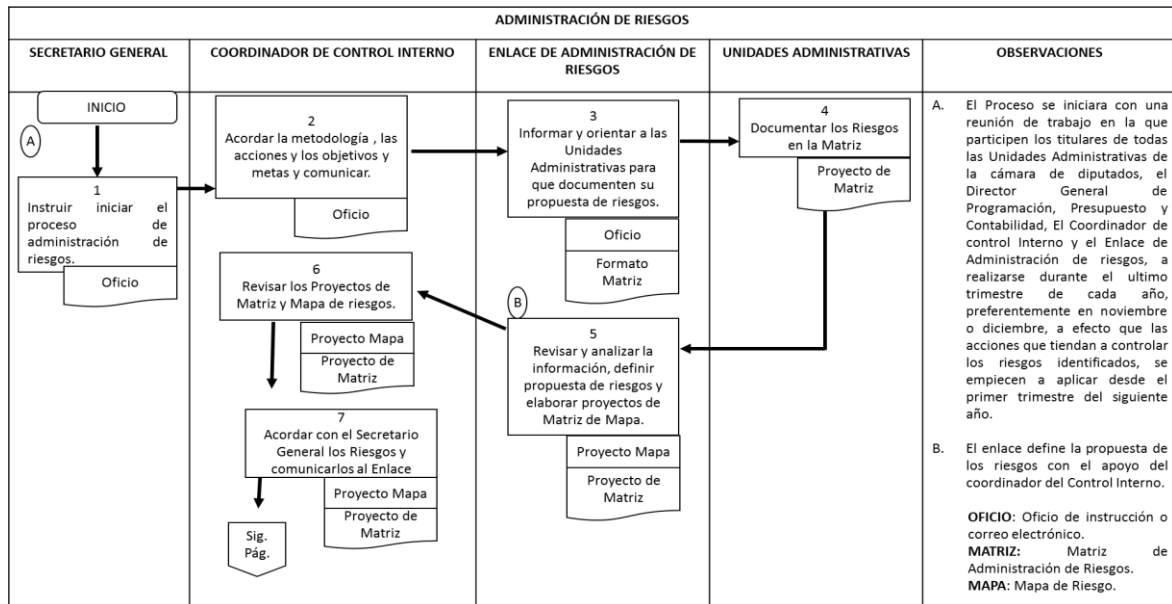 ADMINISTRACIÓN DE RIESGOS
SECRETARIO GENERAL
COORDINADOR DE CONTROL INTERNO
ENLACE DE ADMINISTRACIÓN DE
RIESGOS
UNIDADES ADMINISTRATIVAS
OBSERVACIONES
INICIO
A
1
Instruir iniciar el
proceso de
administración de
riesgos.
Oficio
2
Acordar la metodología , las
acciones y los objetivos y
metas y comunicar.
Oficio
3
Informar y orientar a las
Unidades
Administrativas para
que documenten su
propuesta de riesgos.
Oficio
Formato
Matriz
4
Documentar los Riesgos
en la Matriz
Proyecto de
Matriz
B
5
Revisar y analizar la
información, definir
propuesta de riesgos y
elaborar proyectos de
Matriz de Mapa.
Proyecto Mapa
Proyecto de
Matriz
6
Revisar los Proyectos de
Matriz y Mapa de riesgos.
Proyecto Mapa
Proyecto de
Matriz
7
Acordar con el Secretario
General los Riesgos y
comunicarlos al Enlace
Proyecto Mapa
Proyecto de
Matriz
Sig.
Pág.
A. El Proceso se iniciara con una
reunión de trabajo en la que
participen los titulares de todas
las Unidades Administrativas de
la cámara de diputados, el
Director General de
Programación, Presupuesto y
Contabilidad, El Coordinador de
control Interno y el Enlace de
Administración de riesgos, a
realizarse durante el ultimo
trimestre de cada año,
preferentemente en noviembre
o diciembre, a efecto que las
acciones que tiendan a controlar
los riesgos identificados, se
empiecen a aplicar desde el
primer trimestre del siguiente
año.
B. El enlace define la propuesta de
los riesgos con el apoyo del
coordinador del Control Interno.
OFICIO: Oficio de instrucción o
correo electrónico.
MATRIZ: Matriz de
Administración de Riesgos.
MAPA: Mapa de Riesgo.